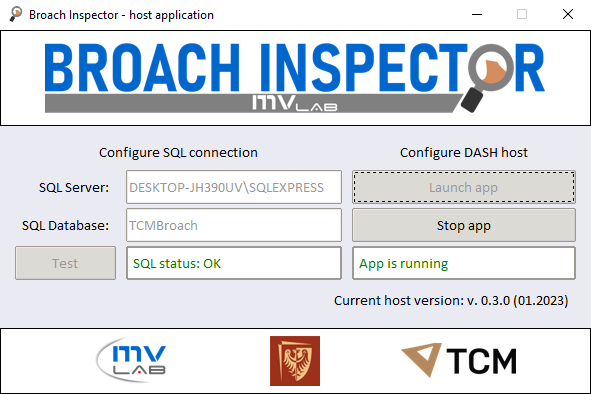 Broach Inspector - host application
BROACH INSPECTOR
MV LAB
Configure SQL connection
Configure DASH host
SQL Server:
DESKTOP-JH390UV\SQLEXPRESS
Launch app
SQL Database:
TCMBroach
Stop app
Test
SQL status: OK
App is running
Current host version: v. 0.3.0 (01.2023)
MV
LAB
TCM